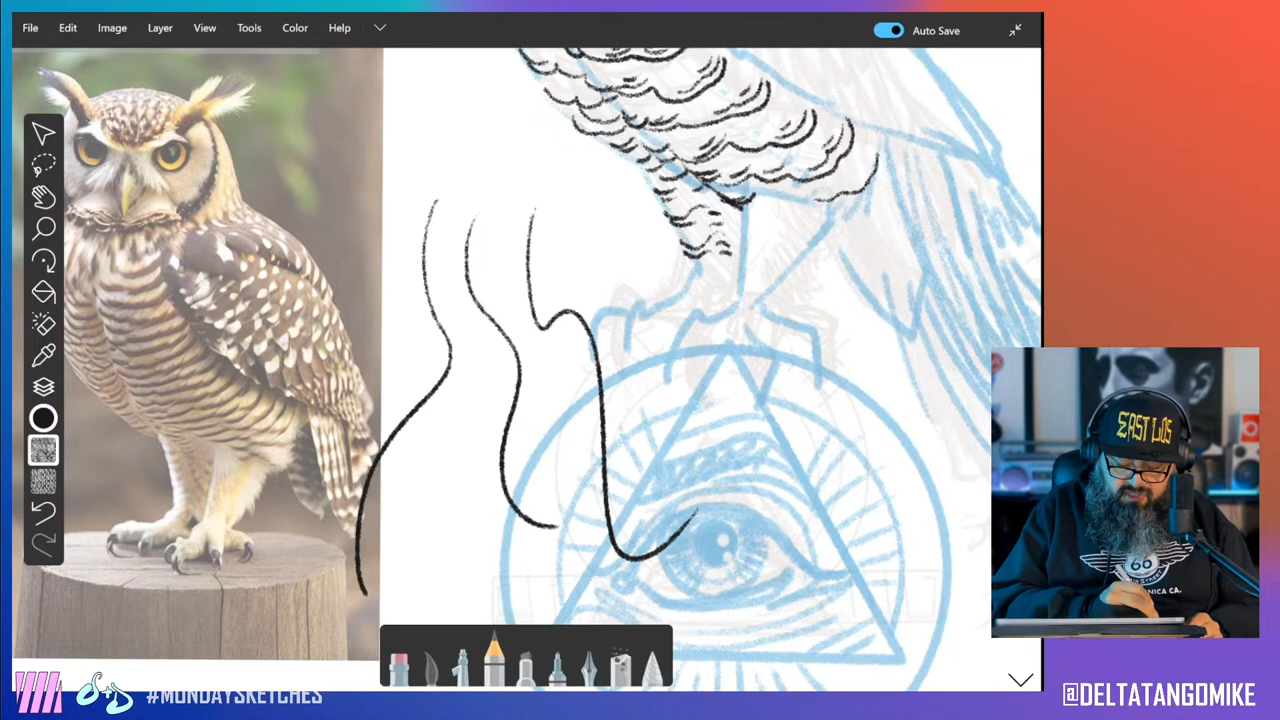 File Edit Image Layer View Tools Color Help
Auto Save
EAST LOS
66
#MONDAYSKETCHES
@DELTATANGOMIKE